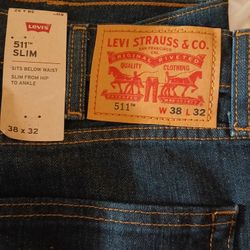 Levi's
511™
SLIM
SITS BELOW WAIST
SLIM FROM HIP
TO ANKLE
38 x 32
LEVI STRAUSS & CO.
SAN FRANCISCO
CAL.
ORIGINAL RIVETED
QUALITY CLOTHING
511™ W 38 L 32